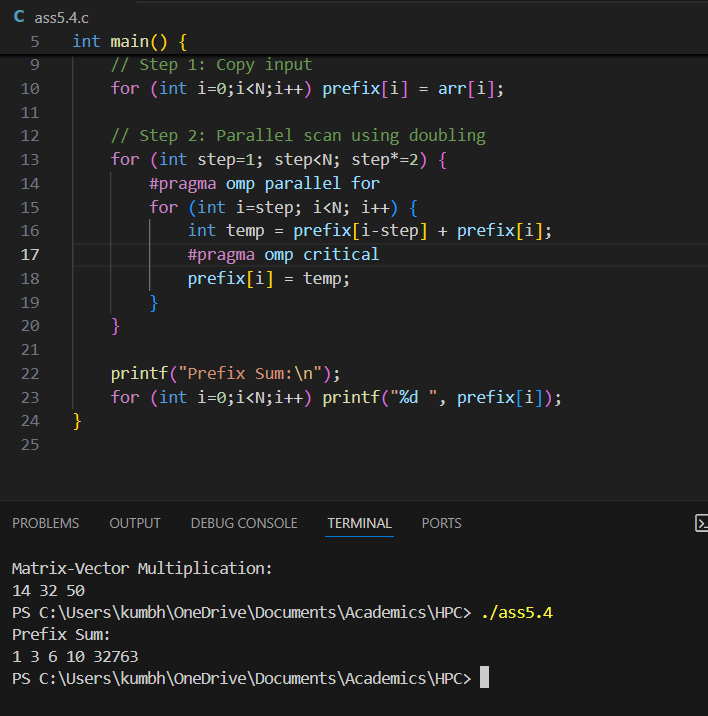 C ass5.4.c
5 int main() {
9 // Step 1: Copy input
10 for (int i=0;i<N;i++) prefix[i] = arr[i];
11
12 // Step 2: Parallel scan using doubling
13 for (int step=1; step<N; step*=2) {
14 #pragma omp parallel for
15 for (int i=step; i<N; i++) {
16 int temp = prefix[i-step] + prefix[i];
17 #pragma omp critical
18 prefix[i] = temp;
19 }
20 }
21
22 printf("Prefix Sum:\n");
23 for (int i=0;i<N;i++) printf("%d ", prefix[i]);
24 }
25
PROBLEMS OUTPUT DEBUG CONSOLE TERMINAL PORTS
Matrix-Vector Multiplication:
14 32 50
PS C:\Users\kumbh\OneDrive\Documents\Academics\HPC> ./ass5.4
Prefix Sum:
1 3 6 10 32763
PS C:\Users\kumbh\OneDrive\Documents\Academics\HPC>